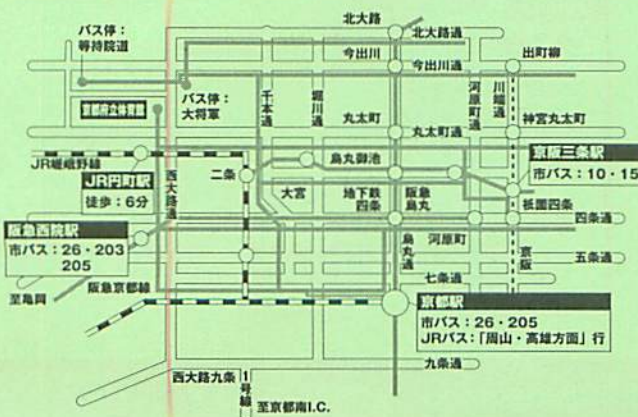 北大路
北大路通
バス停：
等持院道
今出川
今出川通
出町柳
京都府立体育館
バス停：
大将軍
千本通
堀川通
河原町通
川端通
丸太町
丸太町通
神宮丸太町
JR嵯峨野線
JR円町駅
徒歩：6分
西大路通
二条
烏丸御池
京阪三条駅
市バス：10・15
大宮
地下鉄
四条
阪急
烏丸
祇園四条
四条通
阪急西院駅
市バス：26・203
205
烏丸通
河原町
京阪
五条通
七条通
至亀岡
阪急京都線
京都駅
市バス：26・205
JRバス：「周山・高雄方面」行
九条通
西大路九条
1号線
至京都南I.C.